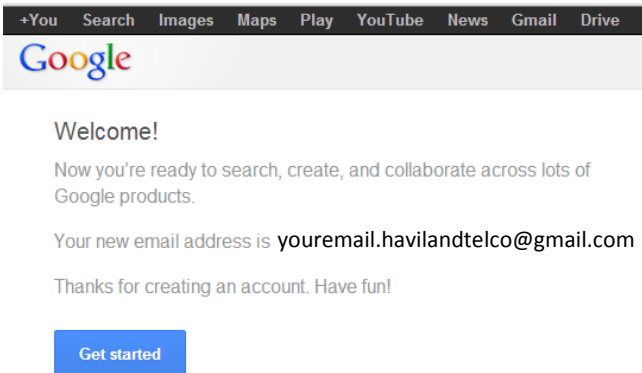 +You Search Images Maps Play YouTube News Gmail Drive
Google
Welcome!
Now you're ready to search, create, and collaborate across lots of
Google products.
Your new email address is youremail.havilandtelco@gmail.com
Thanks for creating an account. Have fun!
Get started